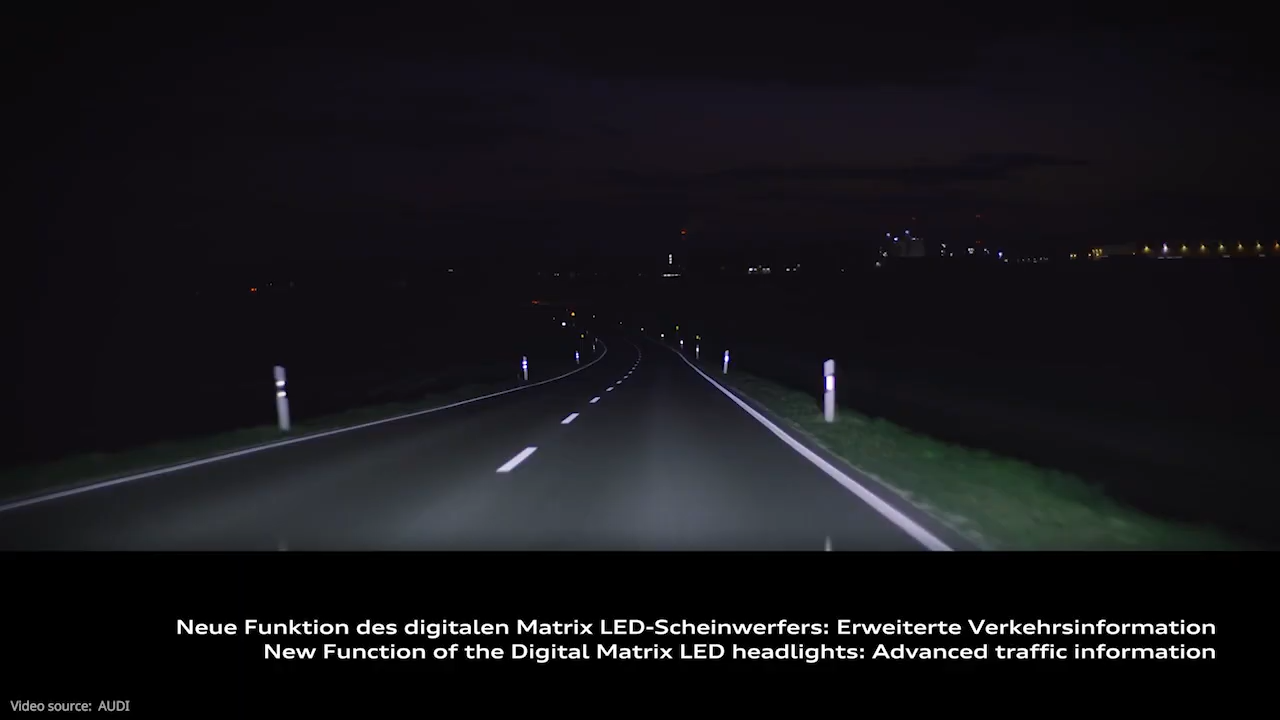 Neue Funktion des digitalen Matrix LED-Scheinwerfers: Erweiterte Verkehrsinformation
New Function of the Digital Matrix LED headlights: Advanced traffic information
Video source: AUDI